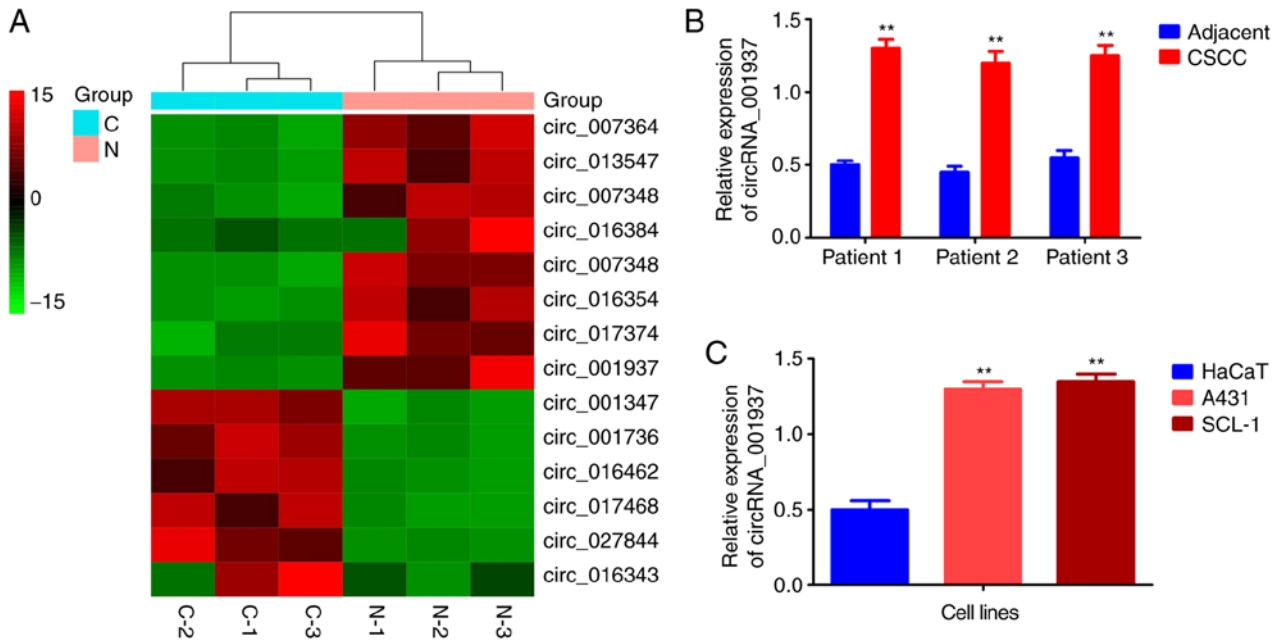 A
15
0
−15
Group
C
N
Group
circ_007364
circ_013547
circ_007348
circ_016384
circ_007348
circ_016354
circ_017374
circ_001937
circ_001347
circ_001736
circ_016462
circ_017468
circ_027844
circ_016343
C-2
C-1
C-3
N-1
N-2
N-3
B
Relative expression
of circRNA_001937
1.5
1.0
0.5
0.0
**
**
**
Patient 1
Patient 2
Patient 3
Adjacent
CSCC
C
Relative expression
of circRNA_001937
1.5
1.0
0.5
0.0
**
**
Cell lines
HaCaT
A431
SCL-1